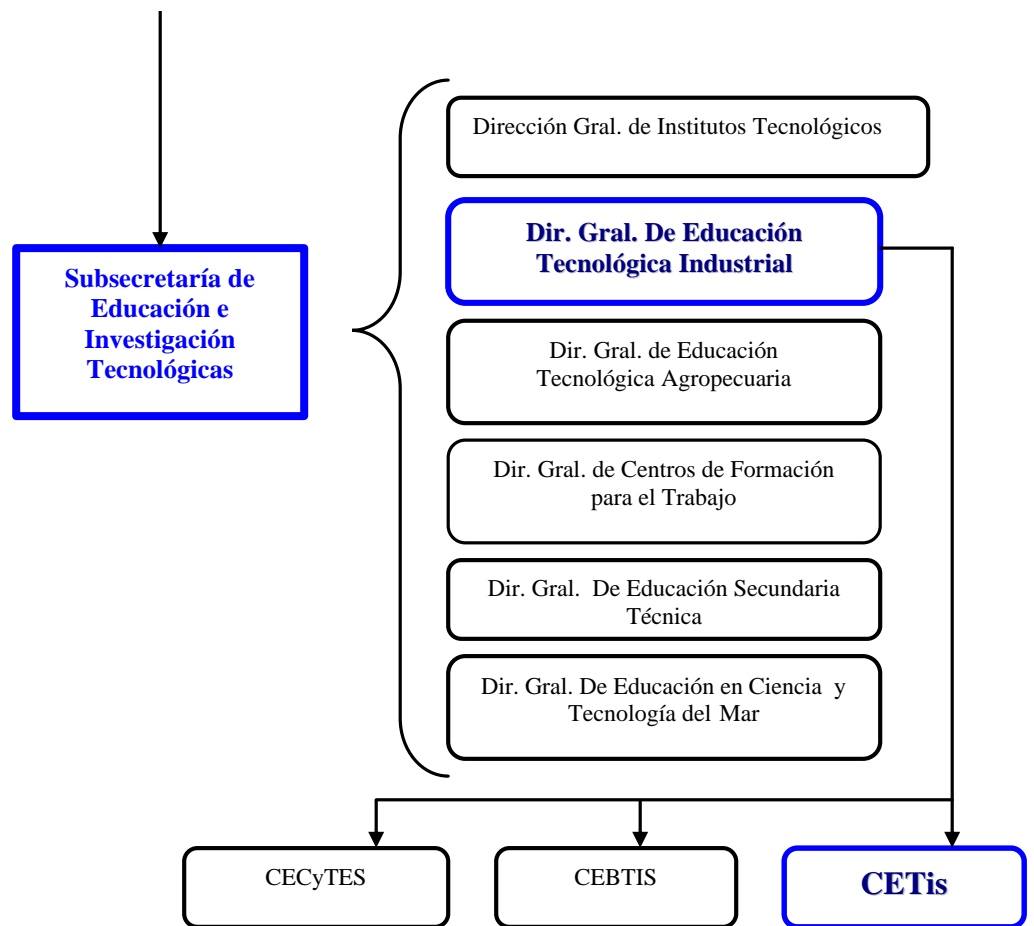 Dirección Gral. de Institutos Tecnológicos
Dir. Gral. De Educación
Tecnológica Industrial
Subsecretaría de
Educación e
Investigación
Tecnológicas
Dir. Gral. de Educación
Tecnológica Agropecuaria
Dir. Gral. de Centros de Formación
para el Trabajo
Dir. Gral. De Educación Secundaria
Técnica
Dir. Gral. De Educación en Ciencia y
Tecnología del Mar
CECyTES
CEBTIS
CETis